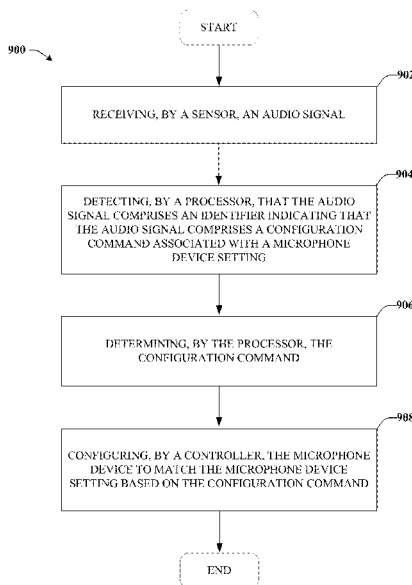 START
900
902
RECEIVING, BY A SENSOR, AN AUDIO SIGNAL
904
DETECTING, BY A PROCESSOR, THAT THE AUDIO
SIGNAL COMPRISES AN IDENTIFIER INDICATING THAT
THE AUDIO SIGNAL COMPRISES A CONFIGURATION
COMMAND ASSOCIATED WITH A MICROPHONE
DEVICE SETTING
906
DETERMINING, BY THE PROCESSOR, THE
CONFIGURATION COMMAND
908
CONFIGURING, BY A CONTROLLER, THE MICROPHONE
DEVICE TO MATCH THE MICROPHONE DEVICE
SETTING BASED ON THE CONFIGURATION COMMAND
END